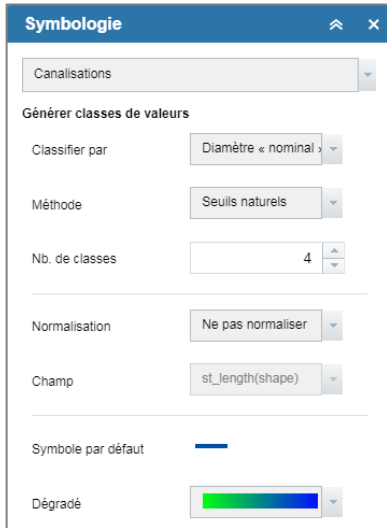 Symbologie
Canalisations
Générer classes de valeurs
Classifier par Diamètre « nominal »
Méthode Seuils naturels
Nb. de classes 4
Normalisation Ne pas normaliser
Champ st_length(shape)
Symbole par défaut
Dégradé